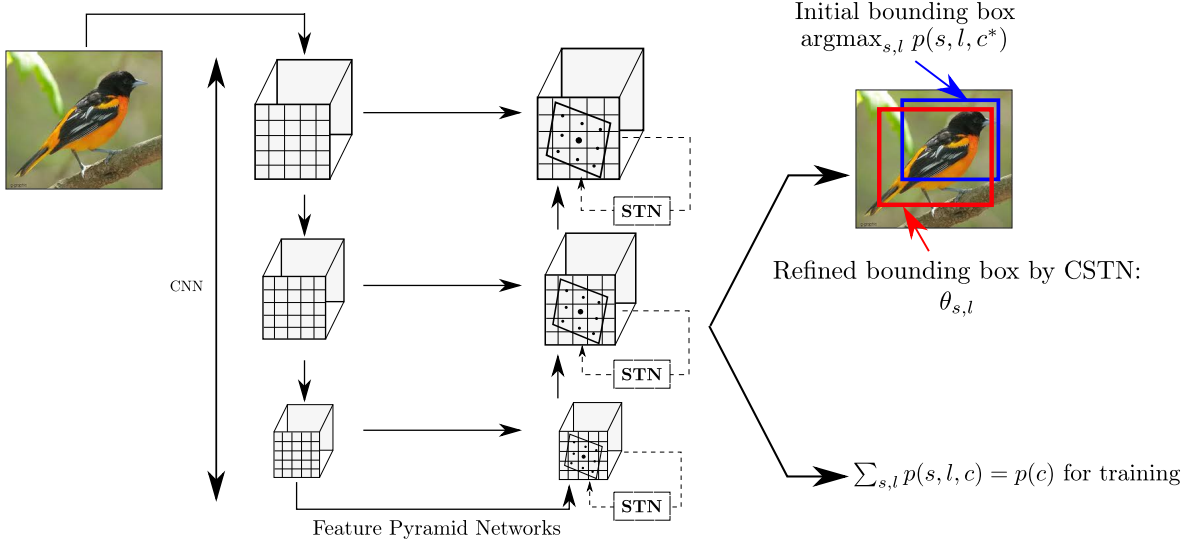 Initial bounding box
argmax_{s,l} p(s, l, c*)
STN
CNN
Refined bounding box by CSTN:
θ_{s,l}
STN
∑_{s,l} p(s, l, c) = p(c) for training
STN
Feature Pyramid Networks